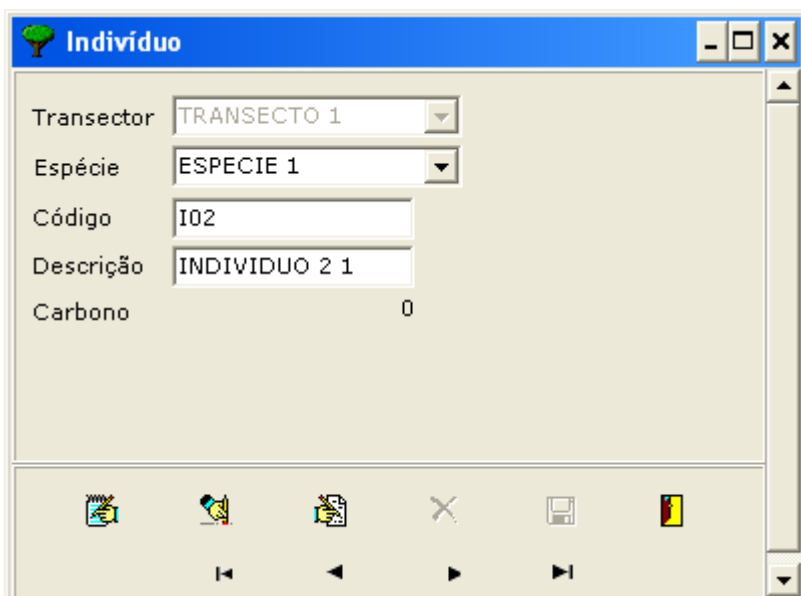 Indivíduo
Transector TRANSECTO 1
Espécie ESPECIE 1
Código I02
Descrição INDIVIDUO 2 1
Carbono 0